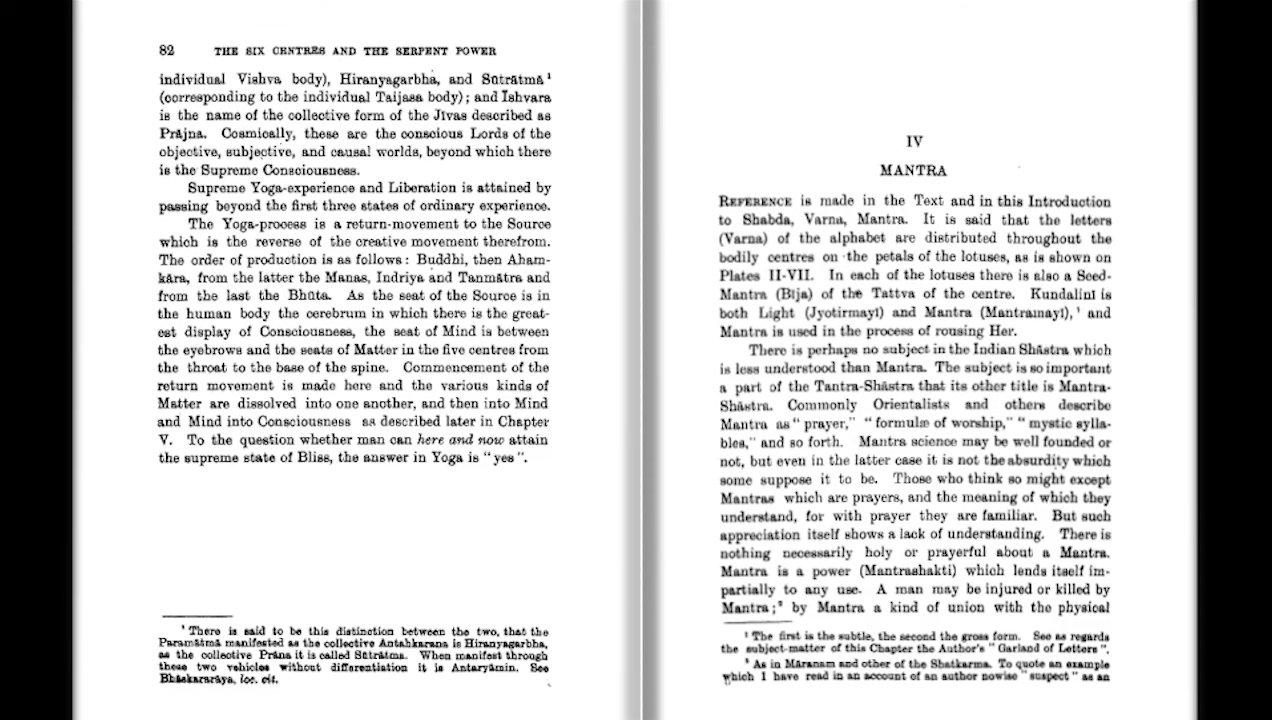 82 THE SIX CENTRES AND THE SERPENT POWER
individual Vishva body), Hiranyagarbha, and Sūtrātmā¹
(corresponding to the individual Taijasa body); and Īshvara
is the name of the collective form of the Jīvas described as
Prājna. Cosmically, these are the conscious Lords of the
objective, subjective, and causal worlds, beyond which there
is the Supreme Consciousness.
Supreme Yoga-experience and Liberation is attained by
passing beyond the first three states of ordinary experience.
The Yoga-process is a return-movement to the Source
which is the reverse of the creative movement therefrom.
The order of production is as follows: Buddhi, then Aham-
kāra, from the latter the Manas, Indriya and Tanmātra and
from the last the Bhūta. As the seat of the Source is in
the human body the cerebrum in which there is the great-
est display of Consciousness, the seat of Mind is between
the eyebrows and the seats of Matter in the five centres from
the throat to the base of the spine. Commencement of the
return movement is made here and the various kinds of
Matter are dissolved into one another, and then into Mind
and Mind into Consciousness as described later in Chapter
V. To the question whether man can here and now attain
the supreme state of Bliss, the answer in Yoga is "yes".
¹ There is said to be this distinction between the two, that the
Paramātmā manifested as the collective Antahkarana is Hiranyagarbha,
as the collective Prāna it is called Sūtrātmā. When manifest through
these two vehicles without differentiation it is Antaryāmin. See
Bhāskararāya, loc. cit.
IV
MANTRA
REFERENCE is made in the Text and in this Introduction
to Shabda, Varna, Mantra. It is said that the letters
(Varna) of the alphabet are distributed throughout the
bodily centres on the petals of the lotuses, as is shown on
Plates II-VII. In each of the lotuses there is also a Seed-
Mantra (Bīja) of the Tattva of the centre. Kundalinī is
both Light (Jyotirmayī) and Mantra (Mantramayī),¹ and
Mantra is used in the process of rousing Her.
There is perhaps no subject in the Indian Shāstra which
is less understood than Mantra. The subject is so important
a part of the Tantra-Shāstra that its other title is Mantra-
Shāstra. Commonly Orientalists and others describe
Mantra as "prayer," "formulæ of worship," "mystic sylla-
bles," and so forth. Mantra science may be well founded or
not, but even in the latter case it is not the absurdity which
some suppose it to be. Those who think so might except
Mantras which are prayers, and the meaning of which they
understand, for with prayer they are familiar. But such
appreciation itself shows a lack of understanding. There is
nothing necessarily holy or prayerful about a Mantra.
Mantra is a power (Mantrashakti) which lends itself im-
partially to any use. A man may be injured or killed by
Mantra;² by Mantra a kind of union with the physical
¹ The first is the subtle, the second the gross form. See as regards
the subject-matter of this Chapter the Author's "Garland of Letters".
² As in Māranam and other of the Shatkarma. To quote an example
which I have read in an account of an author nowise "suspect" as an